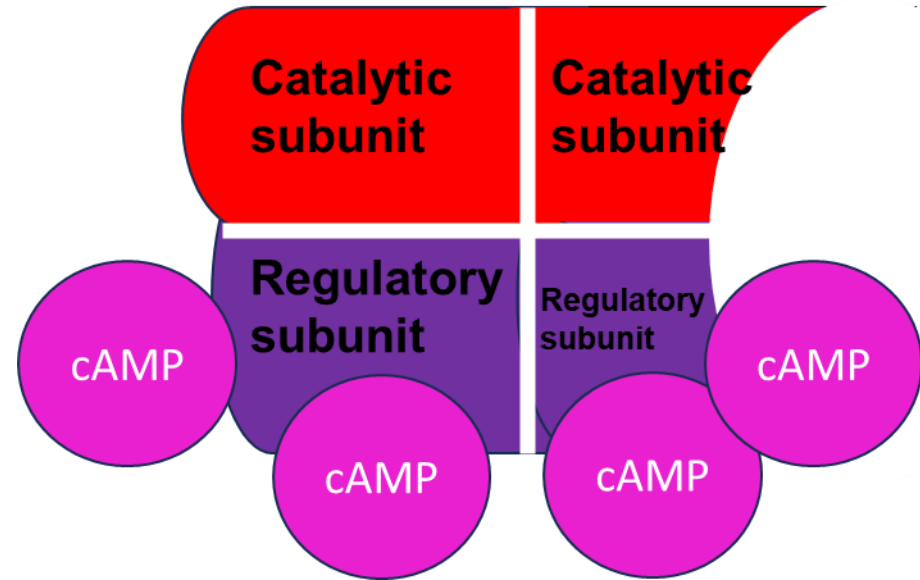 Catalytic
subunit
Catalytic
subunit
Regulatory
subunit
Regulatory
subunit
cAMP
cAMP
cAMP
cAMP